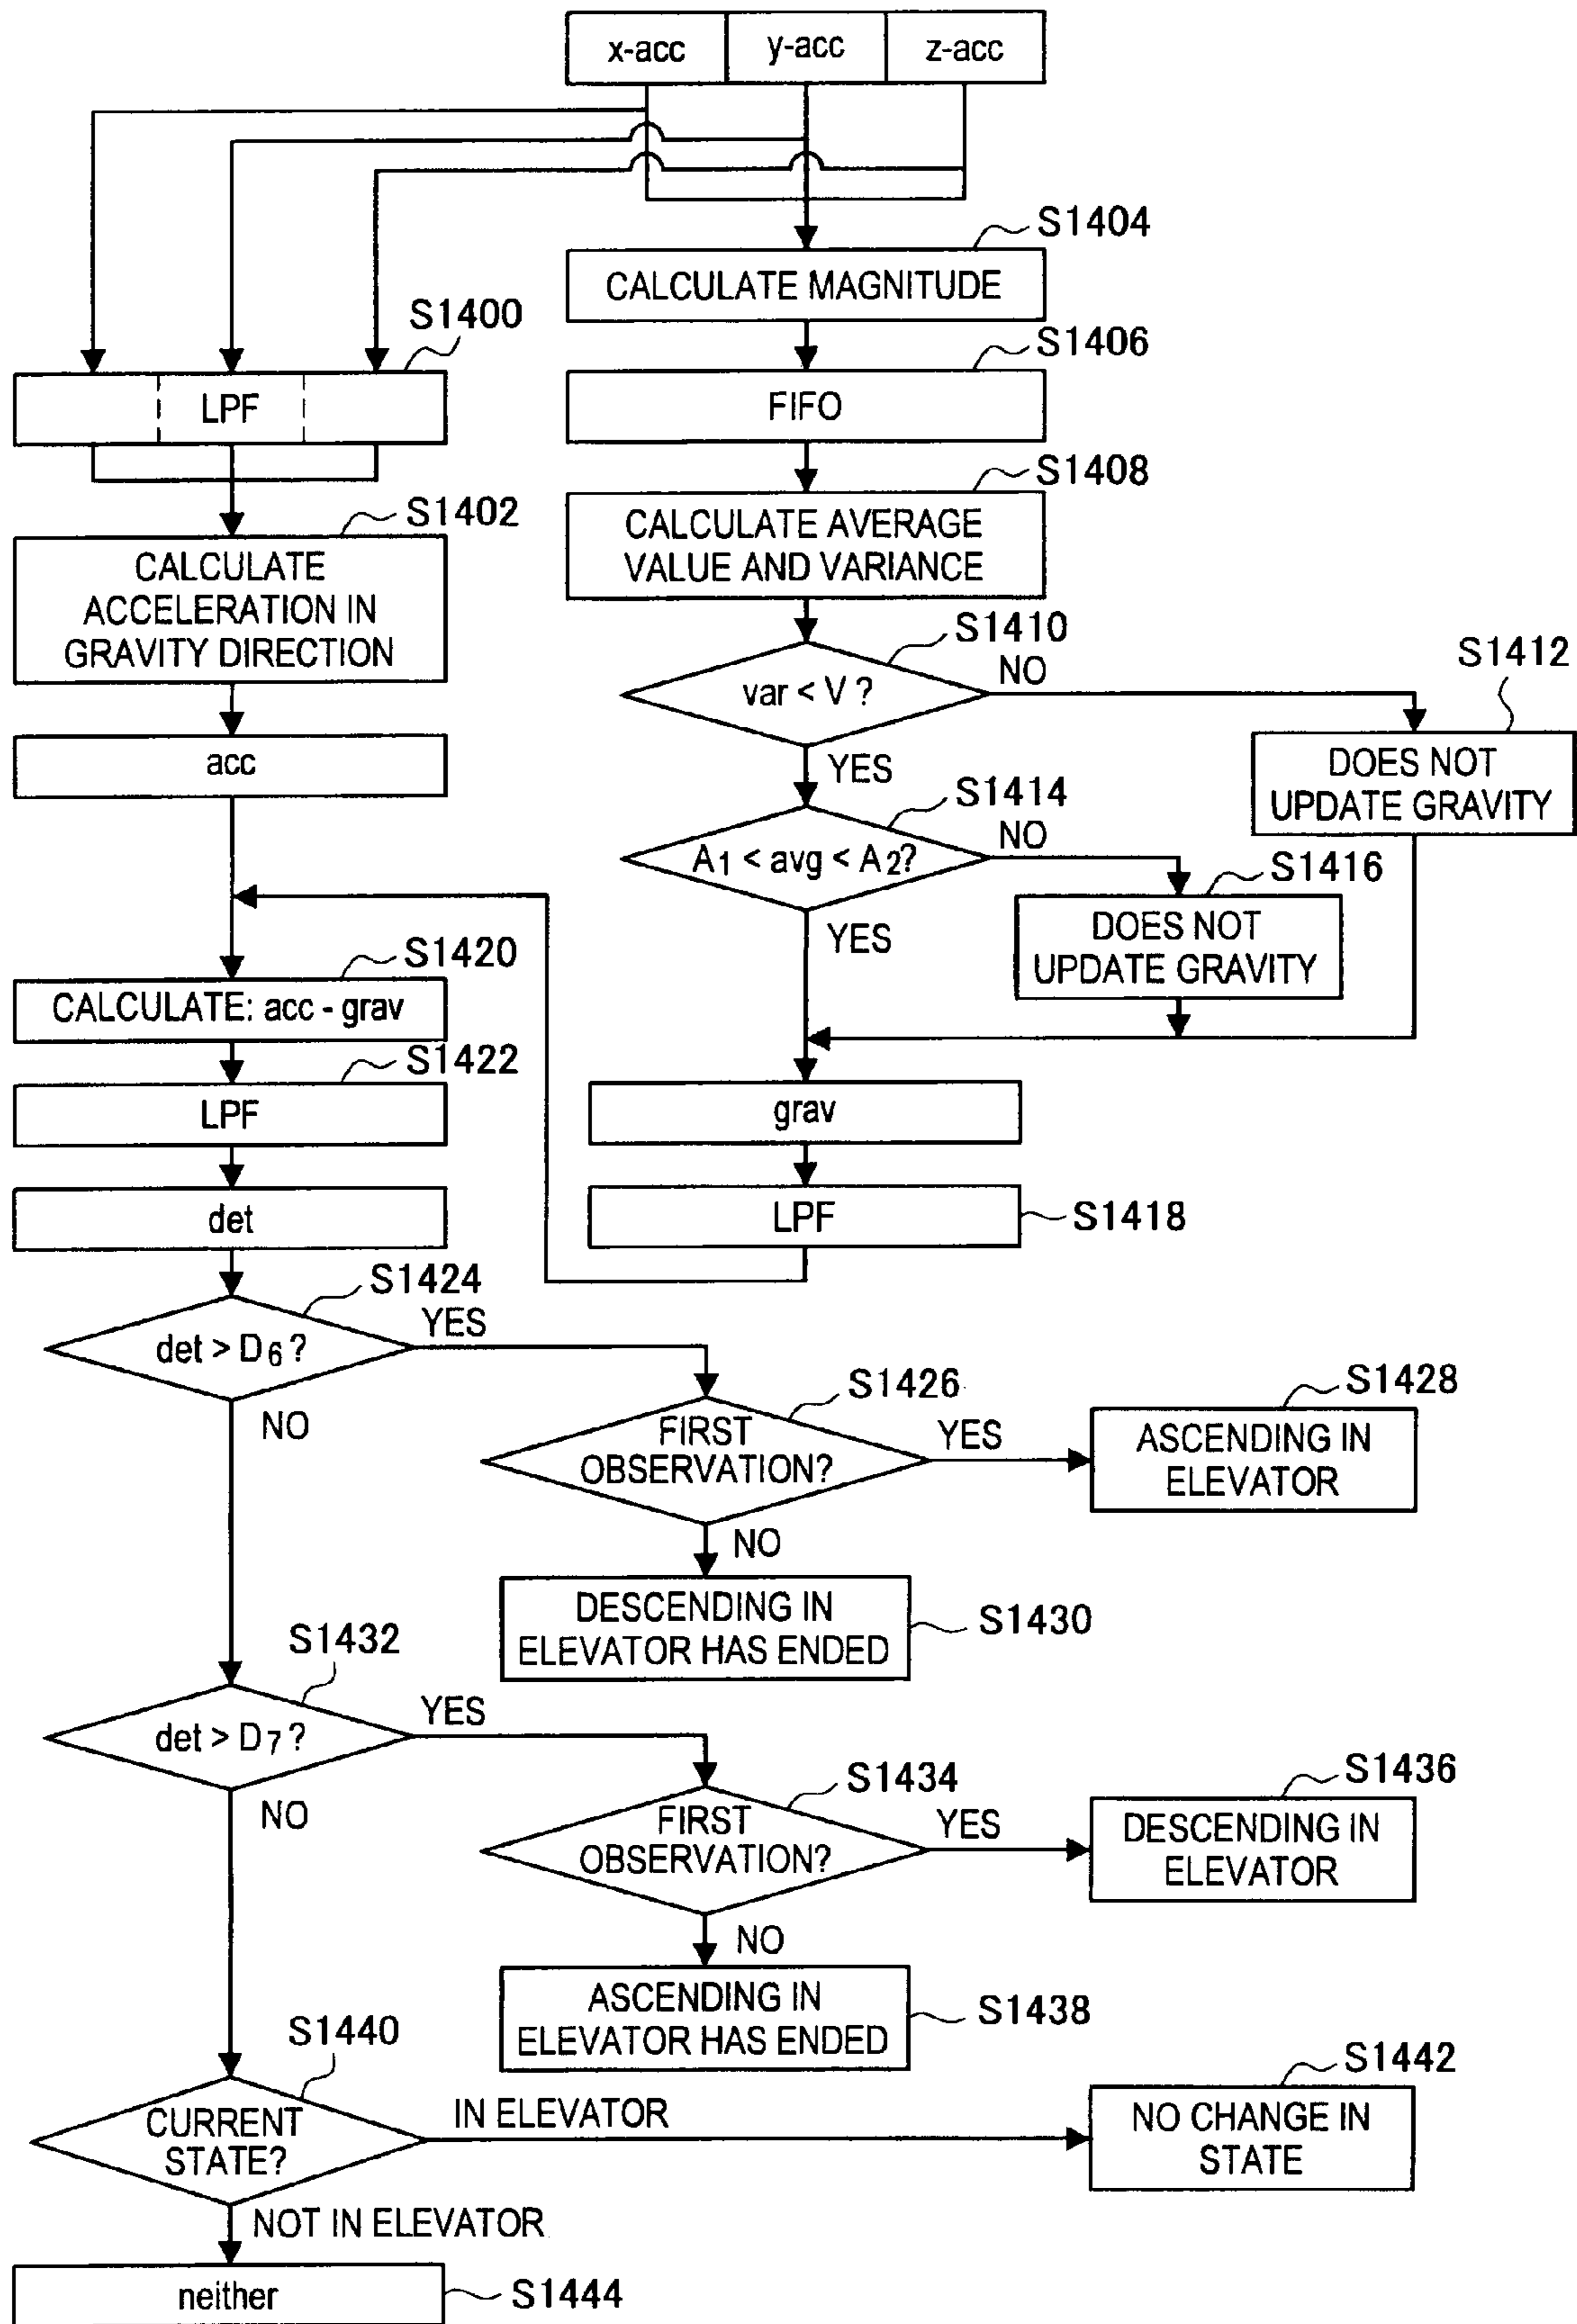 x-acc
y-acc
z-acc
S1404
CALCULATE MAGNITUDE
S1400
LPF
S1406
FIFO
S1408
CALCULATE AVERAGE
VALUE AND VARIANCE
S1402
CALCULATE
ACCELERATION IN
GRAVITY DIRECTION
acc
S1410
var < V ?
NO
YES
S1412
DOES NOT
UPDATE GRAVITY
S1414
A1 < avg < A2?
NO
YES
S1416
DOES NOT
UPDATE GRAVITY
S1420
CALCULATE: acc - grav
S1422
LPF
det
grav
LPF
S1418
S1424
det > D6 ?
YES
NO
S1426
FIRST
OBSERVATION?
YES
NO
S1428
ASCENDING IN
ELEVATOR
DESCENDING IN
ELEVATOR HAS ENDED
S1430
S1432
det > D7 ?
YES
NO
S1434
FIRST
OBSERVATION?
YES
NO
S1436
DESCENDING IN
ELEVATOR
ASCENDING IN
ELEVATOR HAS ENDED
S1438
S1440
CURRENT
STATE?
IN ELEVATOR
NOT IN ELEVATOR
S1442
NO CHANGE IN
STATE
neither
S1444